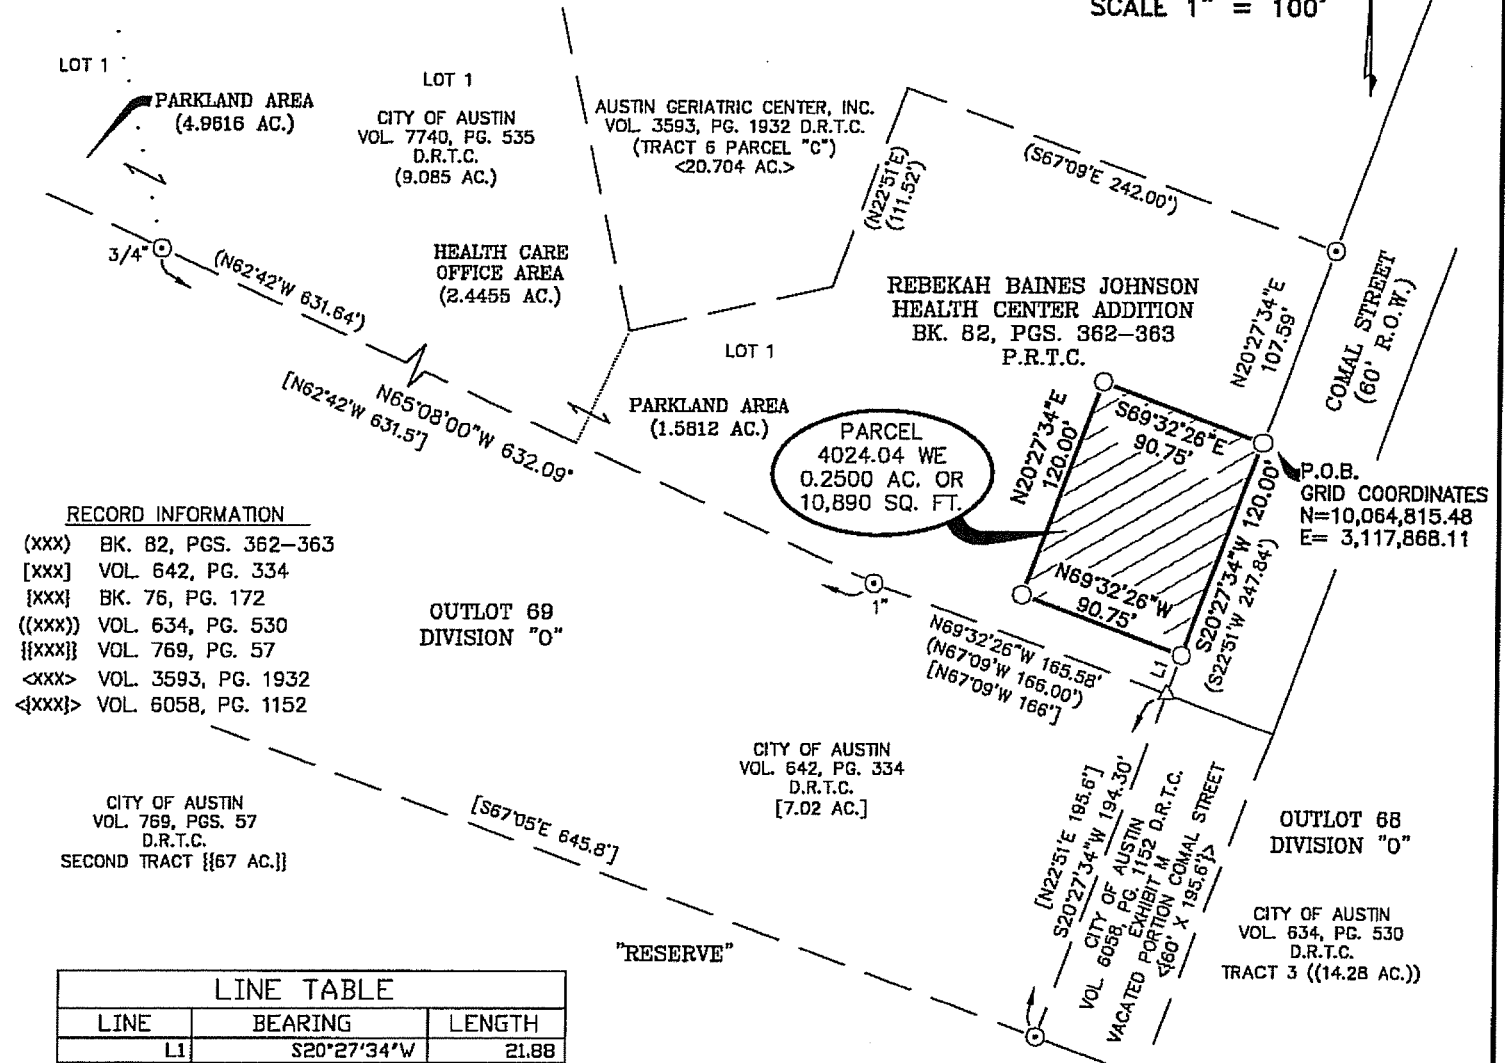 SCALE 1" = 100'
LOT 1
PARKLAND AREA
(4.9616 AC.)
LOT 1
CITY OF AUSTIN
VOL. 7740, PG. 535
D.R.T.C.
(9.085 AC.)
AUSTIN GERIATRIC CENTER, INC.
VOL. 3593, PG. 1932 D.R.T.C.
(TRACT 6 PARCEL "C")
<20.704 AC.>
(N22°51'E)
(111.52')
(S67°09'E 242.00')
3/4"
(N62°42'W 631.64')
HEALTH CARE
OFFICE AREA
(2.4455 AC.)
REBEKAH BAINES JOHNSON
HEALTH CENTER ADDITION
BK. 82, PGS. 362-363
P.R.T.C.
N20°27'34"E
107.59'
COMAL STREET
(60' R.O.W.)
LOT 1
N65°08'00"W 632.09'
[N62°42'W 631.5']
PARKLAND AREA
(1.5812 AC.)
PARCEL
4024.04 WE
0.2500 AC. OR
10,890 SQ. FT.
N20°27'34"E
120.00'
S69°32'26"E
90.75'
P.O.B.
GRID COORDINATES
N=10,064,815.48
E= 3,117,868.11
S20°27'34"W 120.00'
(S22°51'W 247.84')
N69°32'26"W
90.75'
RECORD INFORMATION
(XXX) BK. 82, PGS. 362-363
[XXX] VOL. 642, PG. 334
{XXX} BK. 76, PG. 172
((XXX)) VOL. 634, PG. 530
{[XXX]} VOL. 769, PG. 57
<XXX> VOL. 3593, PG. 1932
<{XXX}> VOL. 6058, PG. 1152
OUTLOT 69
DIVISION "O"
1"
N69°32'26"W 165.58'
(N67°09'W 166.00')
[N67°09'W 166']
L1
CITY OF AUSTIN
VOL. 642, PG. 334
D.R.T.C.
[7.02 AC.]
[S67°05'E 645.8']
CITY OF AUSTIN
VOL. 769, PGS. 57
D.R.T.C.
SECOND TRACT {[67 AC.]}
[N22°51'E 195.6']
S20°27'34"W 194.30'
CITY OF AUSTIN
VOL. 6058, PG. 1152 D.R.T.C.
EXHIBIT M
VACATED PORTION COMAL STREET
<{60' X 195.6'}>
OUTLOT 68
DIVISION "O"
CITY OF AUSTIN
VOL. 634, PG. 530
D.R.T.C.
TRACT 3 ((14.28 AC.))
"RESERVE"
LINE TABLE
LINE BEARING LENGTH
L1 S20°27'34"W 21.88